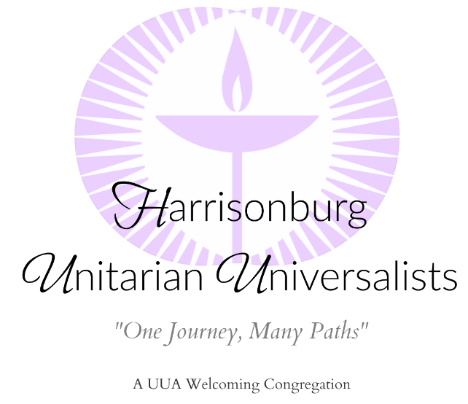 Harrisonburg
Unitarian Universalists
"One Journey, Many Paths"
A UUA Welcoming Congregation